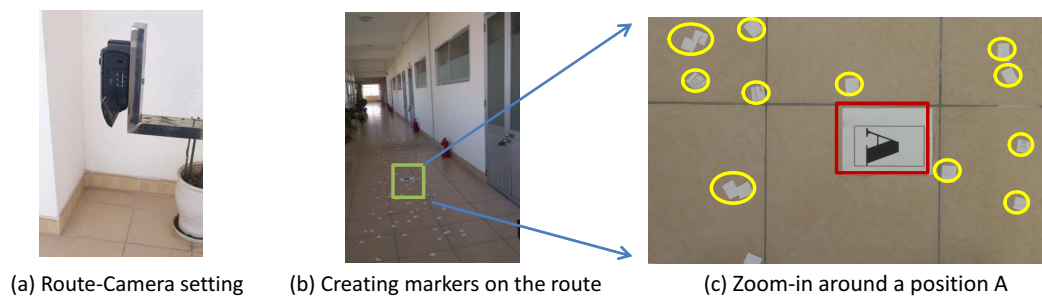 A
(a) Route-Camera setting
(b) Creating markers on the route
(c) Zoom-in around a position A